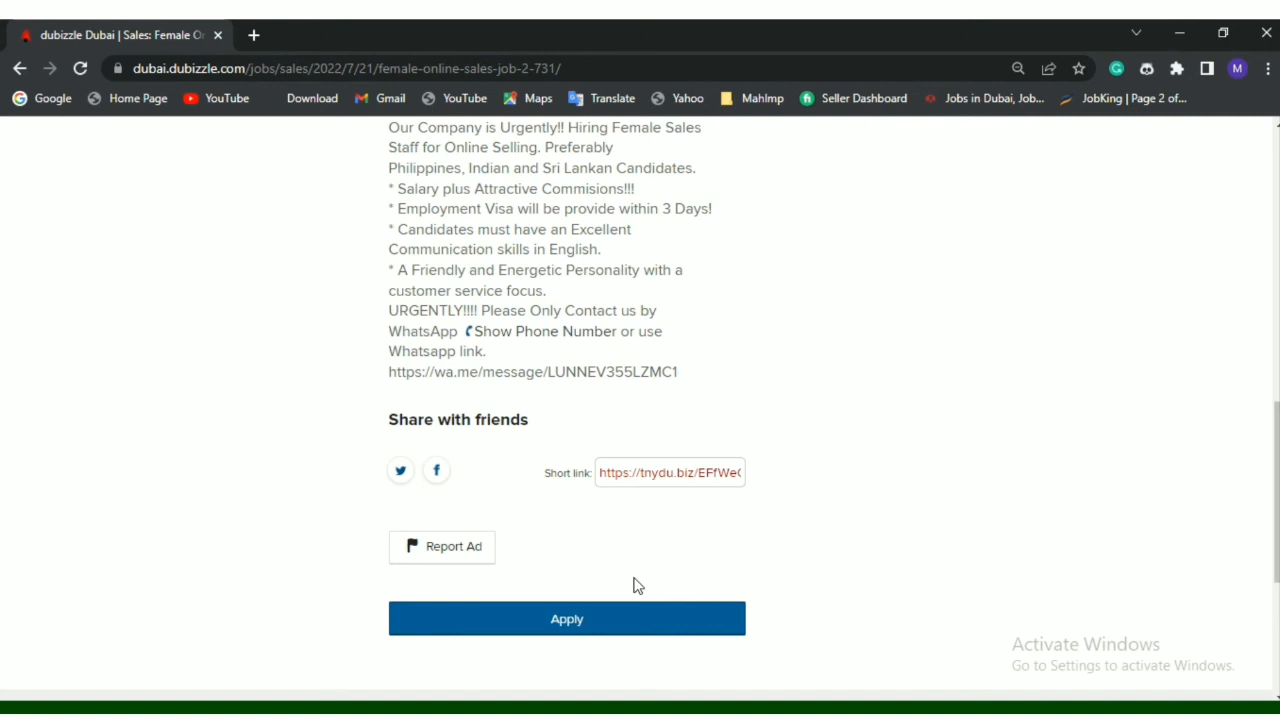 dubizzle Dubai | Sales: Female Or
dubai.dubizzle.com/jobs/sales/2022/7/21/female-online-sales-job-2-731/
M
Google Home Page YouTube Download Gmail YouTube Maps Translate Yahoo MahImp Seller Dashboard Jobs in Dubai, Job... JobKing | Page 2 of...
Our Company is Urgently!! Hiring Female Sales
Staff for Online Selling. Preferably
Philippines, Indian and Sri Lankan Candidates.
* Salary plus Attractive Commisions!!!
* Employment Visa will be provide within 3 Days!
* Candidates must have an Excellent
Communication skills in English.
* A Friendly and Energetic Personality with a
customer service focus.
URGENTLY!!!! Please Only Contact us by
WhatsApp Show Phone Number or use
Whatsapp link.
https://wa.me/message/LUNNEV355LZMC1
Share with friends
Short link: https://tnydu.biz/EFfWe
Report Ad
Apply
Activate Windows
Go to Settings to activate Windows.